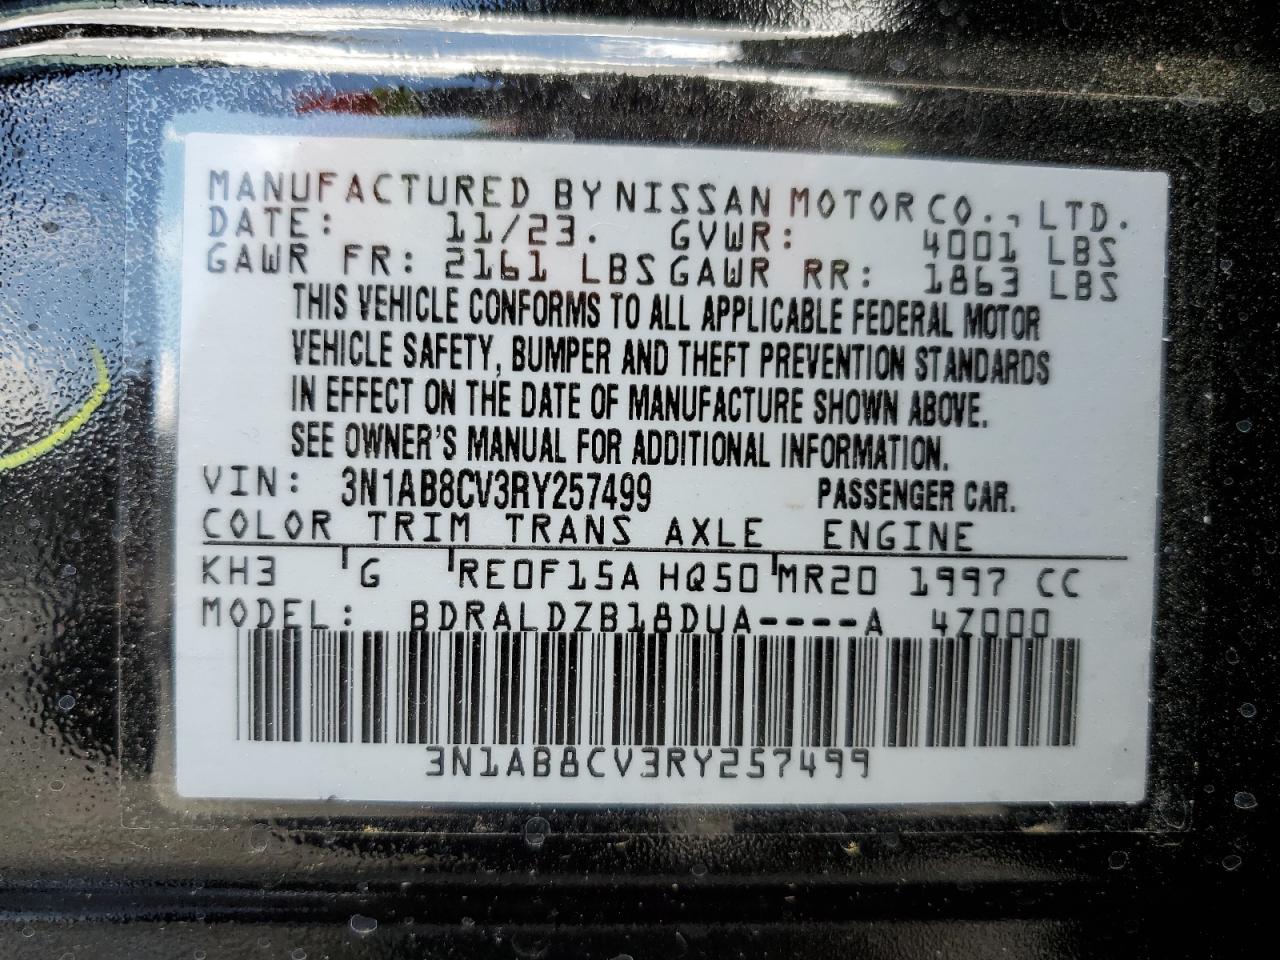 MANUFACTURED BY NISSAN MOTOR CO., LTD.
DATE: 11/23. GVWR: 4001 LBS
GAWR FR: 2161 LBS GAWR RR: 1863 LBS
THIS VEHICLE CONFORMS TO ALL APPLICABLE FEDERAL MOTOR
VEHICLE SAFETY, BUMPER AND THEFT PREVENTION STANDARDS
IN EFFECT ON THE DATE OF MANUFACTURE SHOWN ABOVE.
SEE OWNER'S MANUAL FOR ADDITIONAL INFORMATION.
VIN: 3N1AB8CV3RY257499 PASSENGER CAR.
COLOR TRIM TRANS AXLE ENGINE
KH3 G RE0F15A HQ50 MR20 1997 CC
MODEL: BDRALDZB18DUA----A 4Z000
3N1AB8CV3RY257499